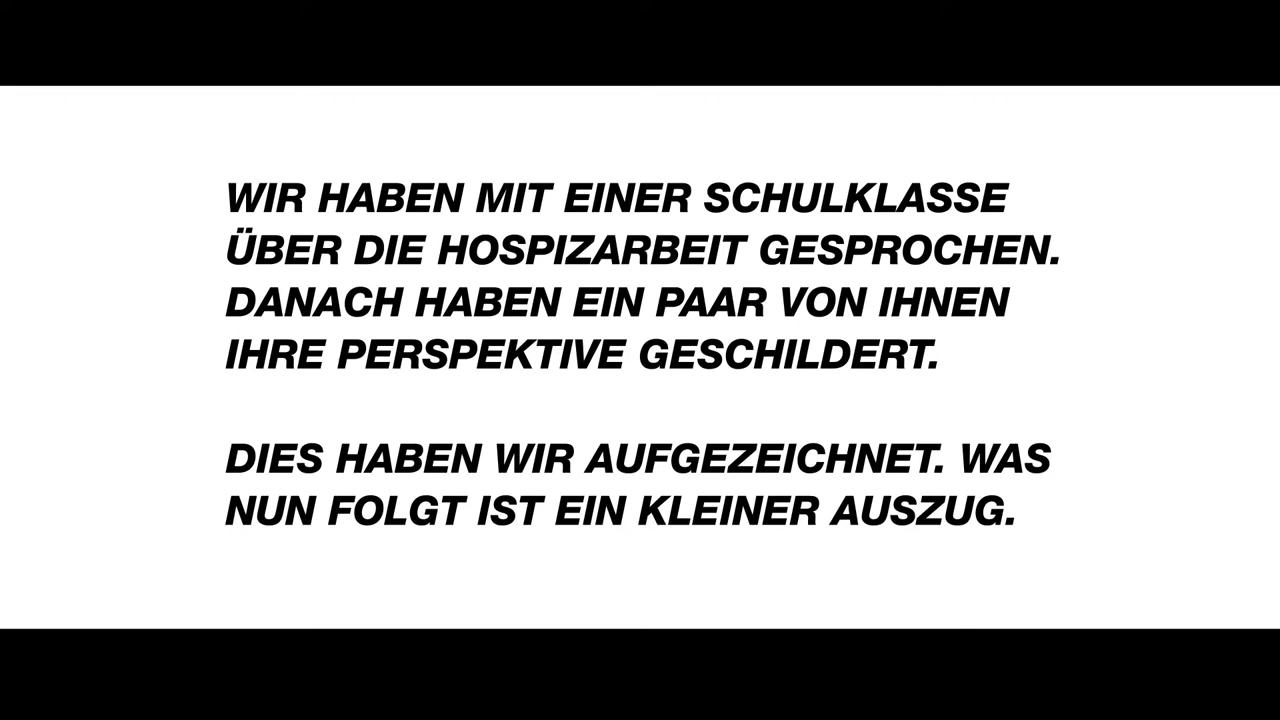 WIR HABEN MIT EINER SCHULKLASSE
ÜBER DIE HOSPIZARBEIT GESPROCHEN.
DANACH HABEN EIN PAAR VON IHNEN
IHRE PERSPEKTIVE GESCHILDERT.
DIES HABEN WIR AUFGEZEICHNET. WAS
NUN FOLGT IST EIN KLEINER AUSZUG.